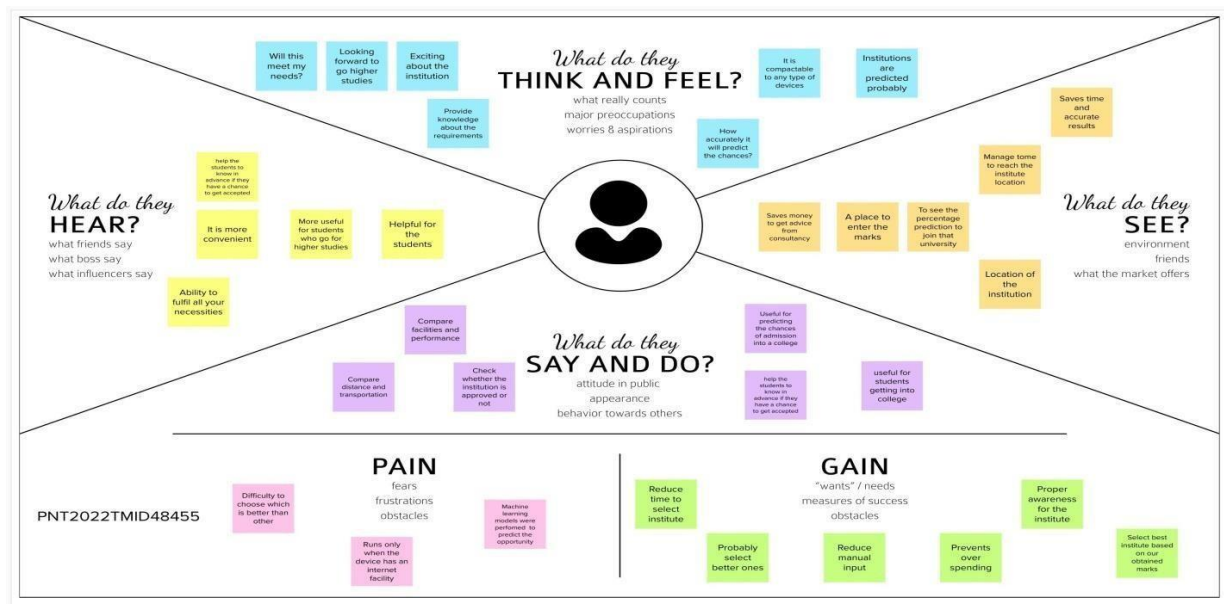 What do they
THINK AND FEEL?
what really counts
major preoccupations
worries & aspirations
Will this
meet my
needs?
Looking
forward to
go higher
studies
Exciting
about the
institution
Provide
knowledge
about the
requirements
It is
compactable
to any type of
devices
Institutions
are
predicted
probably
How
accurately it
will predict
the chances?
What do they
HEAR?
what friends say
what boss say
what influencers say
help the
students to
know in
advance if they
have a chance
to get accepted
It is more
convenient
More useful
for students
who go for
higher studies
Helpful for
the
students
Ability to
fulfil all your
necessities
What do they
SEE?
environment
friends
what the market offers
Saves time
and
accurate
results
Manage tome
to reach the
institute
location
Saves money
to get advice
from
consultancy
A place to
enter the
marks
To see the
percentage
prediction to
join that
university
Location of
the
institution
What do they
SAY AND DO?
attitude in public
appearance
behavior towards others
Compare
facilities and
performance
Compare
distance and
transportation
Check
whether the
institution is
approved or
not
Useful for
predicting
the chances
of admission
into a college
help the
students to
know in
advance if they
have a chance
to get accepted
useful for
students
getting into
college
PNT2022TMID48455
PAIN
fears
frustrations
obstacles
Difficulty to
choose which
is better than
other
Runs only
when the
device has an
internet
facility
Machine
learning
models were
perfomed to
predict the
opportunity
GAIN
"wants" / needs
measures of success
obstacles
Reduce
time to
select
institute
Probably
select
better ones
Reduce
manual
input
Prevents
over
spending
Proper
awareness
for the
institute
Select best
institute based
on our
obtained
marks